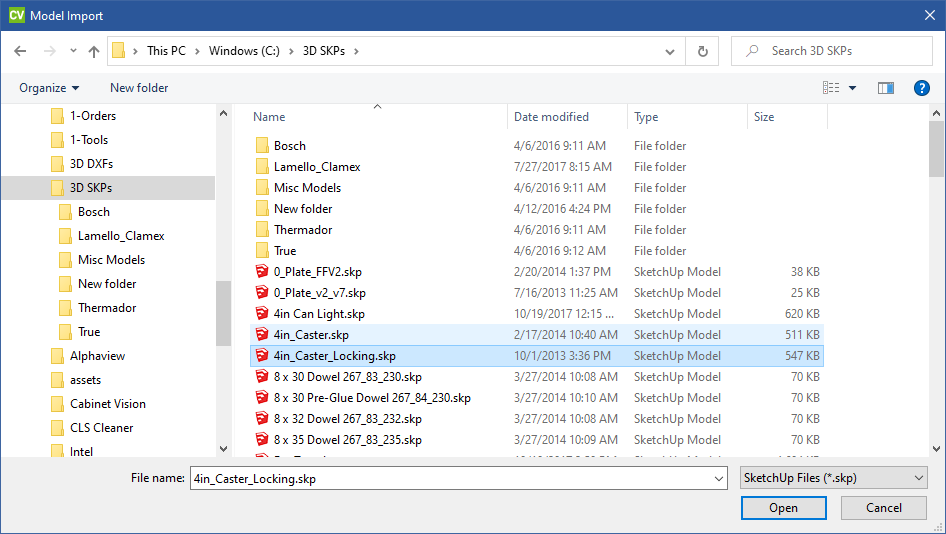 CV Model Import
This PC > Windows (C:) > 3D SKPs >
Search 3D SKPs
Organize
New folder
?
1-Orders
1-Tools
3D DXFs
3D SKPs
Bosch
Lamello_Clamex
Misc Models
New folder
Thermador
True
Alphaview
assets
Cabinet Vision
CLS Cleaner
Intel
Name Date modified Type Size
Bosch 4/6/2016 9:11 AM File folder
Lamello_Clamex 7/27/2017 8:15 AM File folder
Misc Models 4/6/2016 9:11 AM File folder
New folder 4/12/2016 4:24 PM File folder
Thermador 4/6/2016 9:11 AM File folder
True 4/6/2016 9:12 AM File folder
0_Plate_FFV2.skp 2/20/2014 1:37 PM SketchUp Model 38 KB
0_Plate_v2_v7.skp 7/16/2013 11:25 AM SketchUp Model 25 KB
4in Can Light.skp 10/19/2017 12:15 ... SketchUp Model 620 KB
4in_Caster.skp 2/17/2014 10:40 AM SketchUp Model 511 KB
4in_Caster_Locking.skp 10/1/2013 3:36 PM SketchUp Model 547 KB
8 x 30 Dowel 267_83_230.skp 3/27/2014 10:08 AM SketchUp Model 70 KB
8 x 30 Pre-Glue Dowel 267_84_230.skp 3/27/2014 10:10 AM SketchUp Model 70 KB
8 x 32 Dowel 267_83_232.skp 3/27/2014 10:08 AM SketchUp Model 70 KB
8 x 35 Dowel 267_83_235.skp 3/27/2014 10:09 AM SketchUp Model 70 KB
File name: 4in_Caster_Locking.skp
SketchUp Files (*.skp)
Open
Cancel